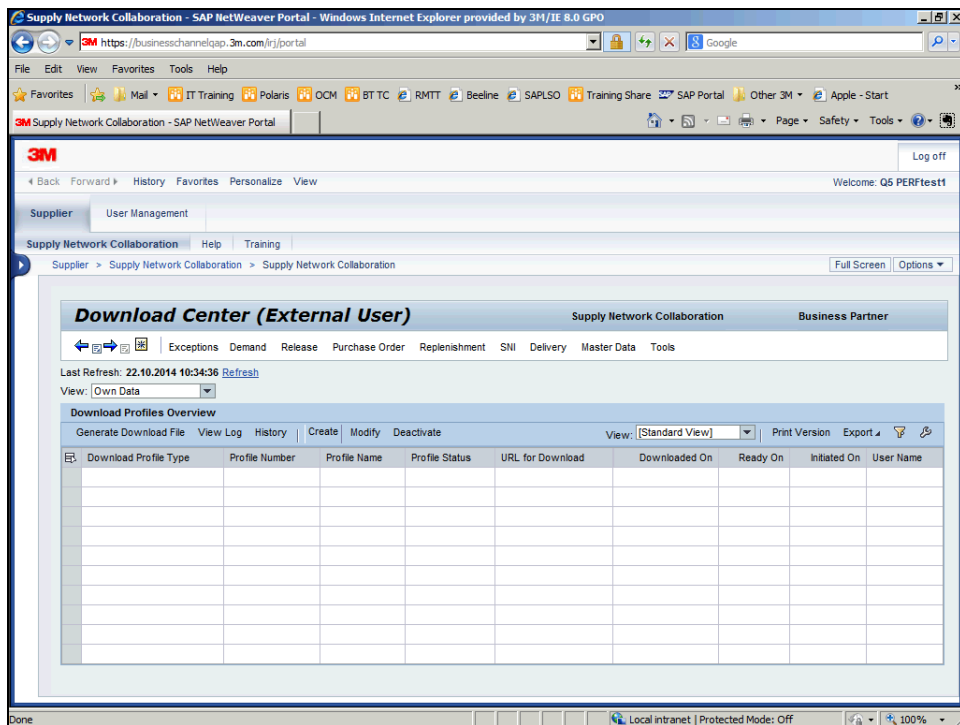 Supply Network Collaboration - SAP NetWeaver Portal - Windows Internet Explorer provided by 3M/IE 8.0 GPO
3M https://businesschannelqap.3m.com/irj/portal
Google
File Edit View Favorites Tools Help
Favorites Mail IT Training Polaris OCM BT TC RMTT Beeline SAPLSO Training Share SAP Portal Other 3M Apple - Start »
3M Supply Network Collaboration - SAP NetWeaver Portal Page Safety Tools
3M Log off
Back Forward History Favorites Personalize View Welcome: Q5 PERFtest1
Supplier User Management
Supply Network Collaboration Help Training
Supplier > Supply Network Collaboration > Supply Network Collaboration Full Screen Options
Download Center (External User) Supply Network Collaboration Business Partner
Exceptions Demand Release Purchase Order Replenishment SNI Delivery Master Data Tools
Last Refresh: 22.10.2014 10:34:36 Refresh
View: Own Data
Download Profiles Overview
Generate Download File View Log History Create Modify Deactivate View: [Standard View] Print Version Export
Download Profile Type Profile Number Profile Name Profile Status URL for Download Downloaded On Ready On Initiated On User Name
Done Local intranet | Protected Mode: Off 100%